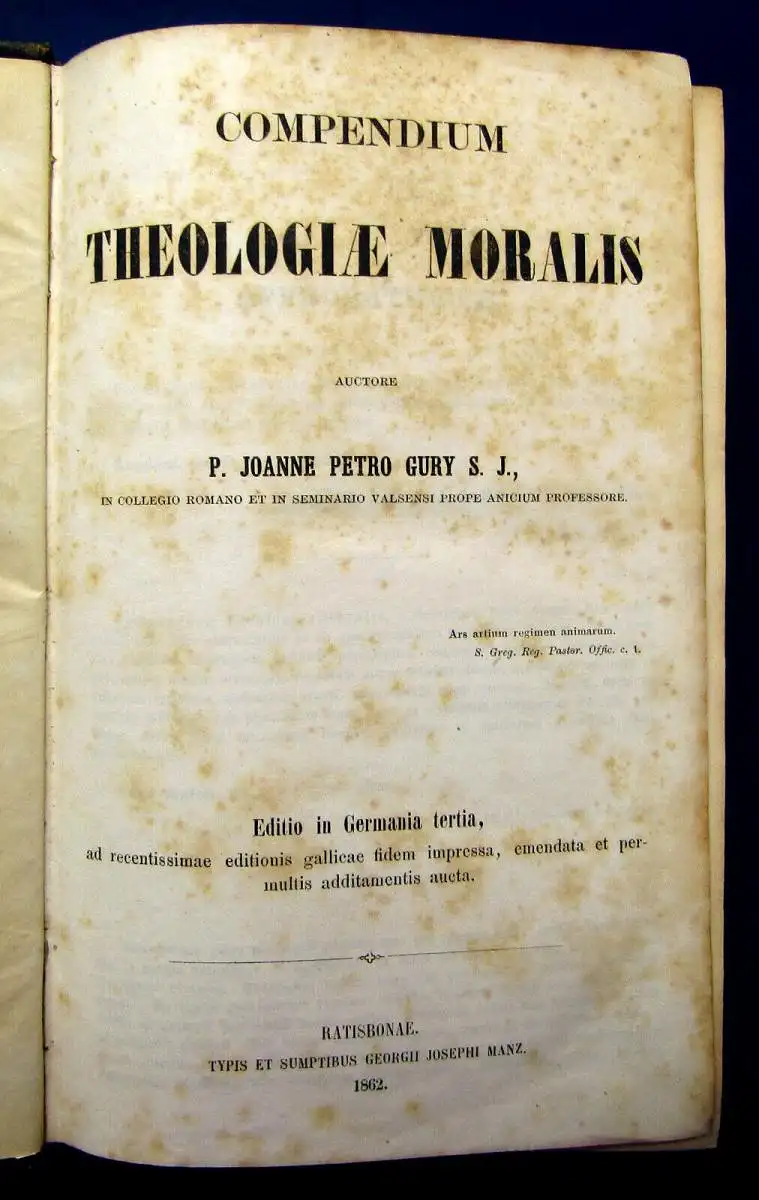 COMPENDIUM
THEOLOGIÆ MORALIS
AUCTORE
P. JOANNE PETRO GURY S. J.,
IN COLLEGIO ROMANO ET IN SEMINARIO VALSENSI PROPE ANICIUM PROFESSORE.
Ars artium regimen animarum.
S. Greg. Reg. Pastor. Offic. c. 1.
Editio in Germania tertia,
ad recentissimae editionis gallicae fidem impressa, emendata et per-
multis additamentis aucta.
RATISBONAE.
TYPIS ET SUMPTIBUS GEORGII JOSEPHI MANZ.
1862.